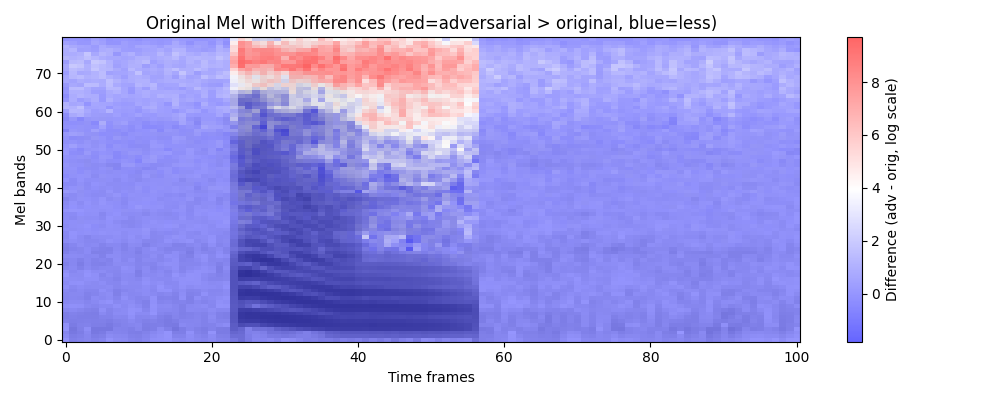 Original Mel with Differences (red=adversarial > original, blue=less)
Mel bands
70
60
50
40
30
20
10
0
0 20 40 60 80 100
Time frames
8
6
4
2
0
Difference (adv - orig, log scale)